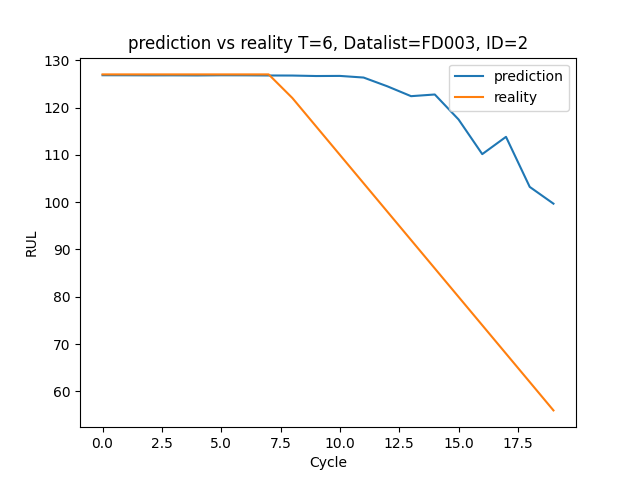 prediction vs reality T=6, Datalist=FD003, ID=2
prediction
reality
RUL
130
120
110
100
90
80
70
60
0.0 2.5 5.0 7.5 10.0 12.5 15.0 17.5
Cycle